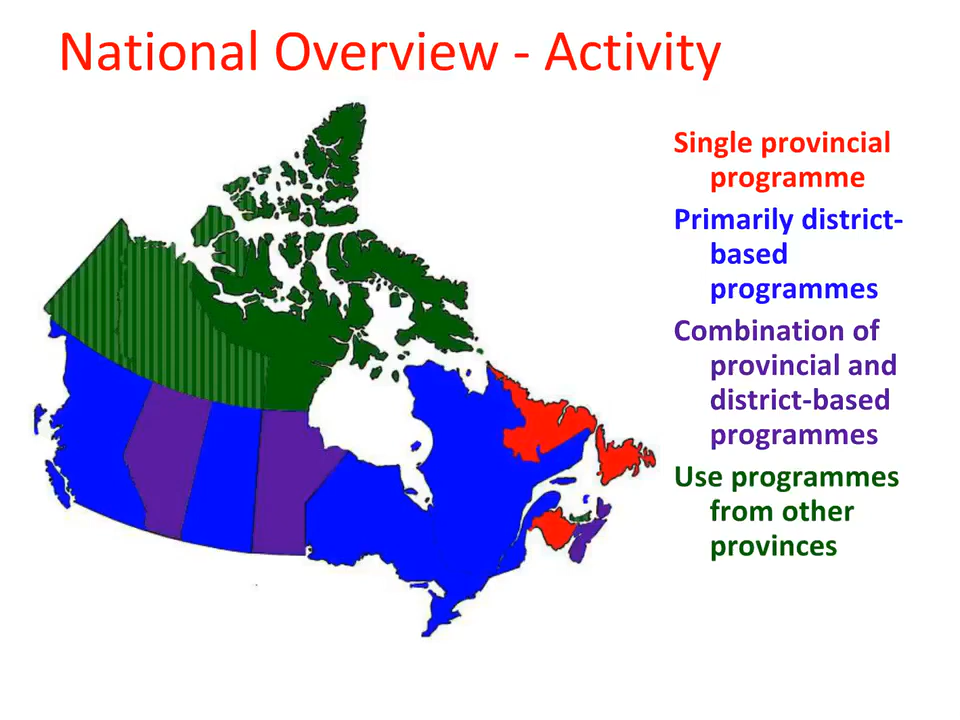 National Overview - Activity
Single provincial
programme
Primarily district-
based
programmes
Combination of
provincial and
district-based
programmes
Use programmes
from other
provinces